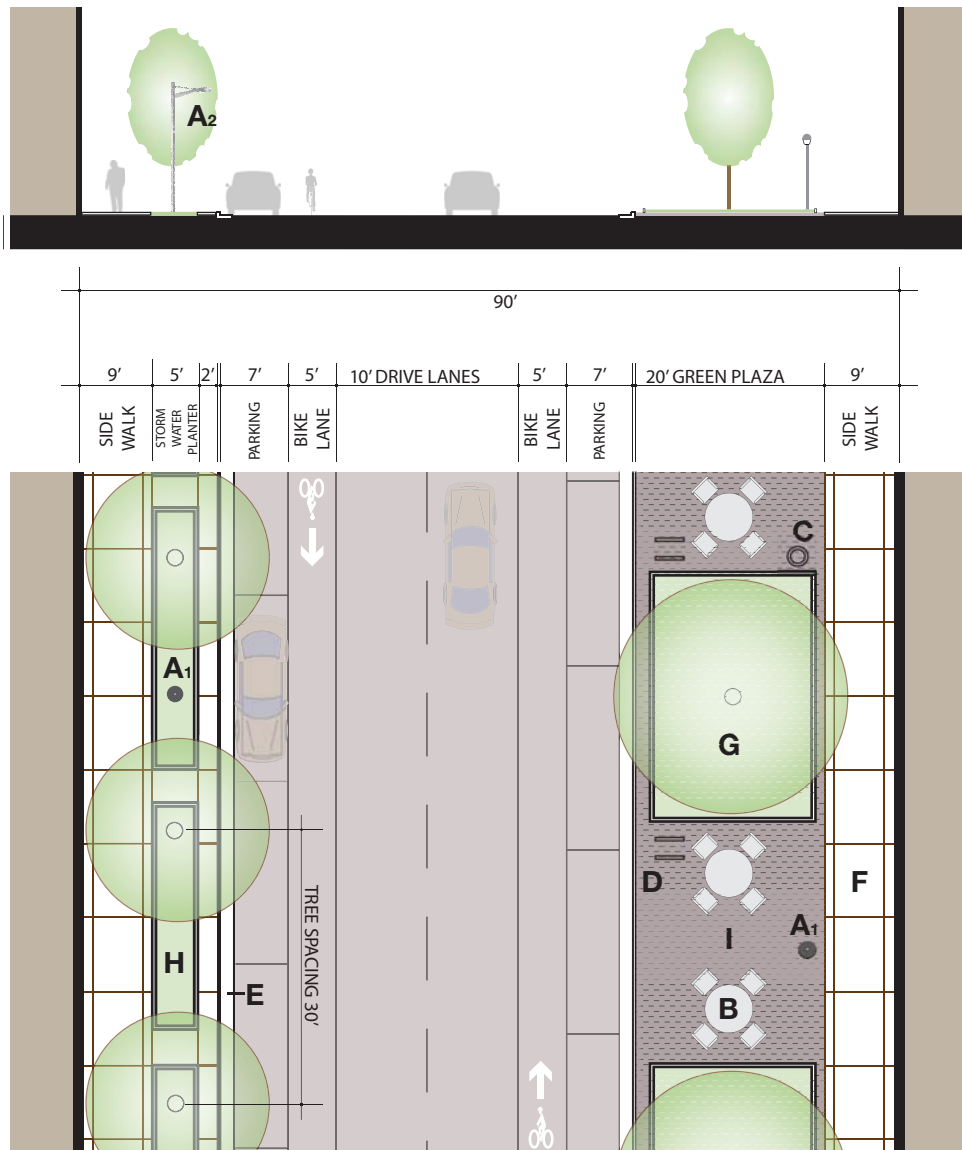 A2
90’
9’ 5’ 2’ 7’ 5’ 10’ DRIVE LANES 5’ 7’ 20’ GREEN PLAZA 9’
SIDE
WALK
STORM
WATER
PLANTER
PARKING
BIKE
LANE
BIKE
LANE
PARKING
SIDE
WALK
C
A1
G
D
F
A1
I
H
E
B
TREE SPACING 30’